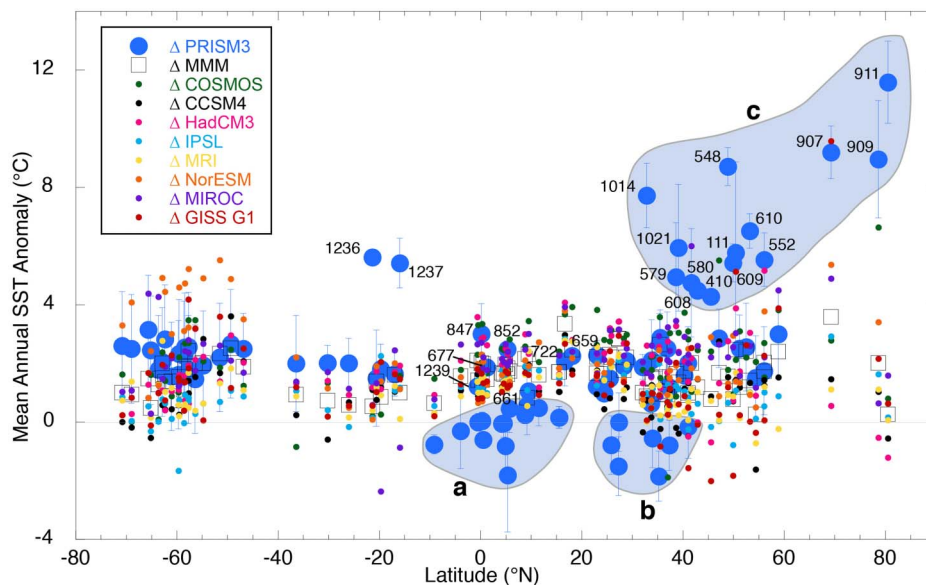 Mean Annual SST Anomaly (°C)
12
8
4
0
-4
Δ PRISM3
Δ MMM
Δ COSMOS
Δ CCSM4
Δ HadCM3
Δ IPSL
Δ MRI
Δ NorESM
Δ MIROC
Δ GISS G1
911
c
907
909
548
1014
610
1021
111
552
579
580
410
609
608
1236
1237
847
852
677
722
659
1239
661
a
b
-80
-60
-40
-20
0
20
40
60
80
Latitude (°N)